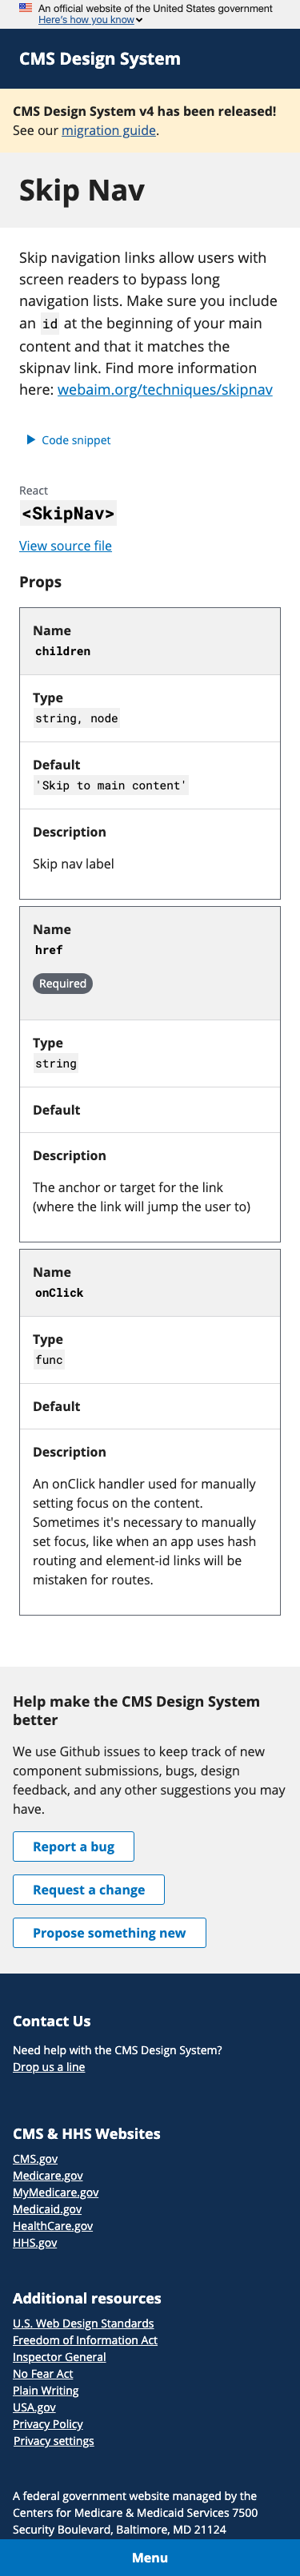 An official website of the United States government
Here's how you know
CMS Design System
CMS Design System v4 has been released!
See our migration guide.
Skip Nav
Skip navigation links allow users with
screen readers to bypass long
navigation lists. Make sure you include
an id at the beginning of your main
content and that it matches the
skipnav link. Find more information
here: webaim.org/techniques/skipnav
Code snippet
React
<SkipNav>
View source file
Props
Name
children
Type
string, node
Default
'Skip to main content'
Description
Skip nav label
Name
href
Required
Type
string
Default
Description
The anchor or target for the link
(where the link will jump the user to)
Name
onClick
Type
func
Default
Description
An onClick handler used for manually
setting focus on the content.
Sometimes it's necessary to manually
set focus, like when an app uses hash
routing and element-id links will be
mistaken for routes.
Help make the CMS Design System
better
We use Github issues to keep track of new
component submissions, bugs, design
feedback, and any other suggestions you may
have.
Report a bug
Request a change
Propose something new
Contact Us
Need help with the CMS Design System?
Drop us a line
CMS & HHS Websites
CMS.gov
Medicare.gov
MyMedicare.gov
Medicaid.gov
HealthCare.gov
HHS.gov
Additional resources
U.S. Web Design Standards
Freedom of Information Act
Inspector General
No Fear Act
Plain Writing
USA.gov
Privacy Policy
Privacy settings
A federal government website managed by the
Centers for Medicare & Medicaid Services 7500
Security Boulevard, Baltimore, MD 21124
Menu